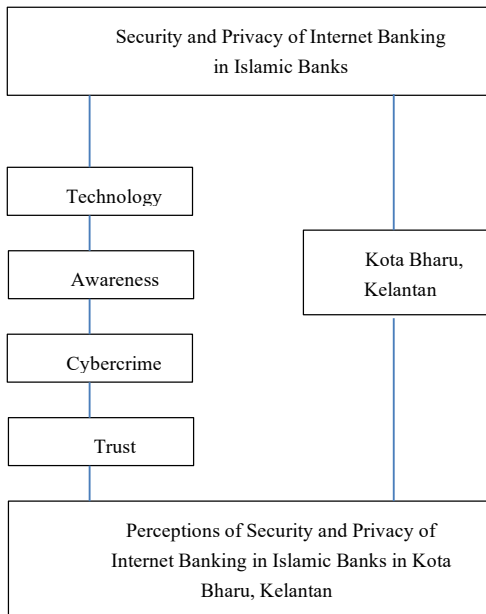 Security and Privacy of Internet Banking
in Islamic Banks
Technology
Awareness
Kota Bharu,
Kelantan
Cybercrime
Trust
Perceptions of Security and Privacy of
Internet Banking in Islamic Banks in Kota
Bharu, Kelantan